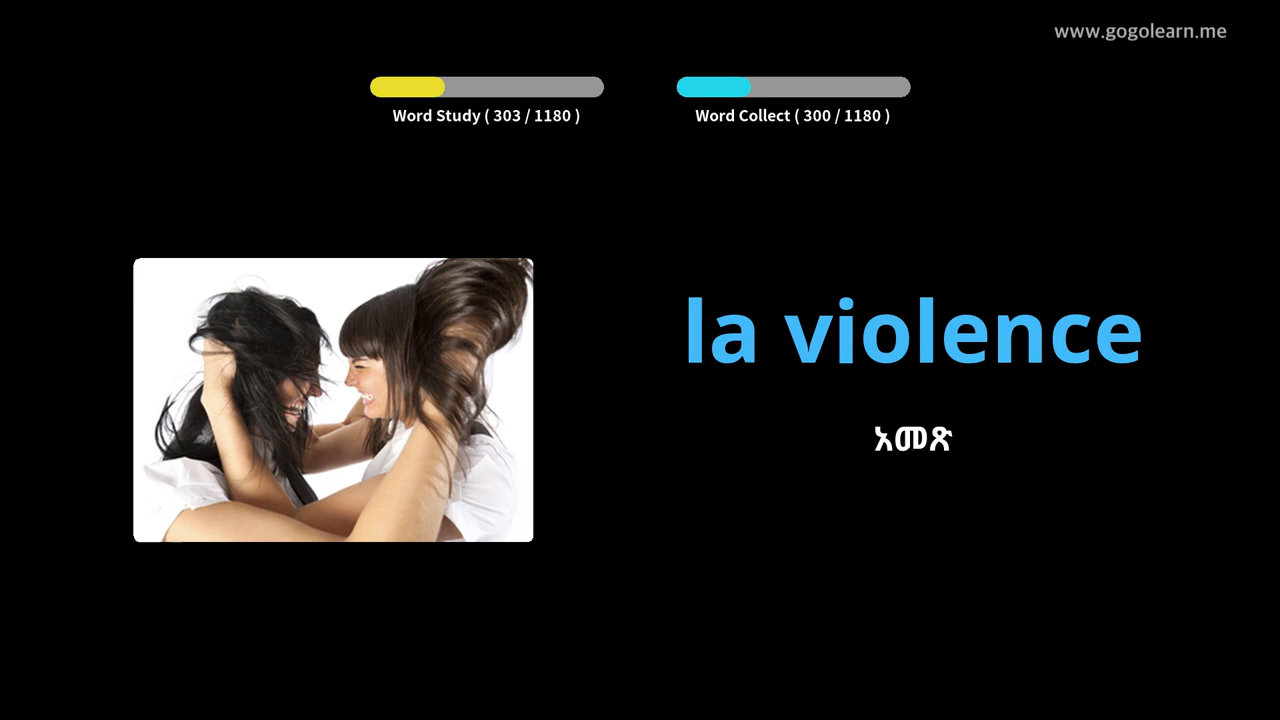 www.gogolearn.me
Word Study ( 303 / 1180 )
Word Collect ( 300 / 1180 )
la violence
አመጽ